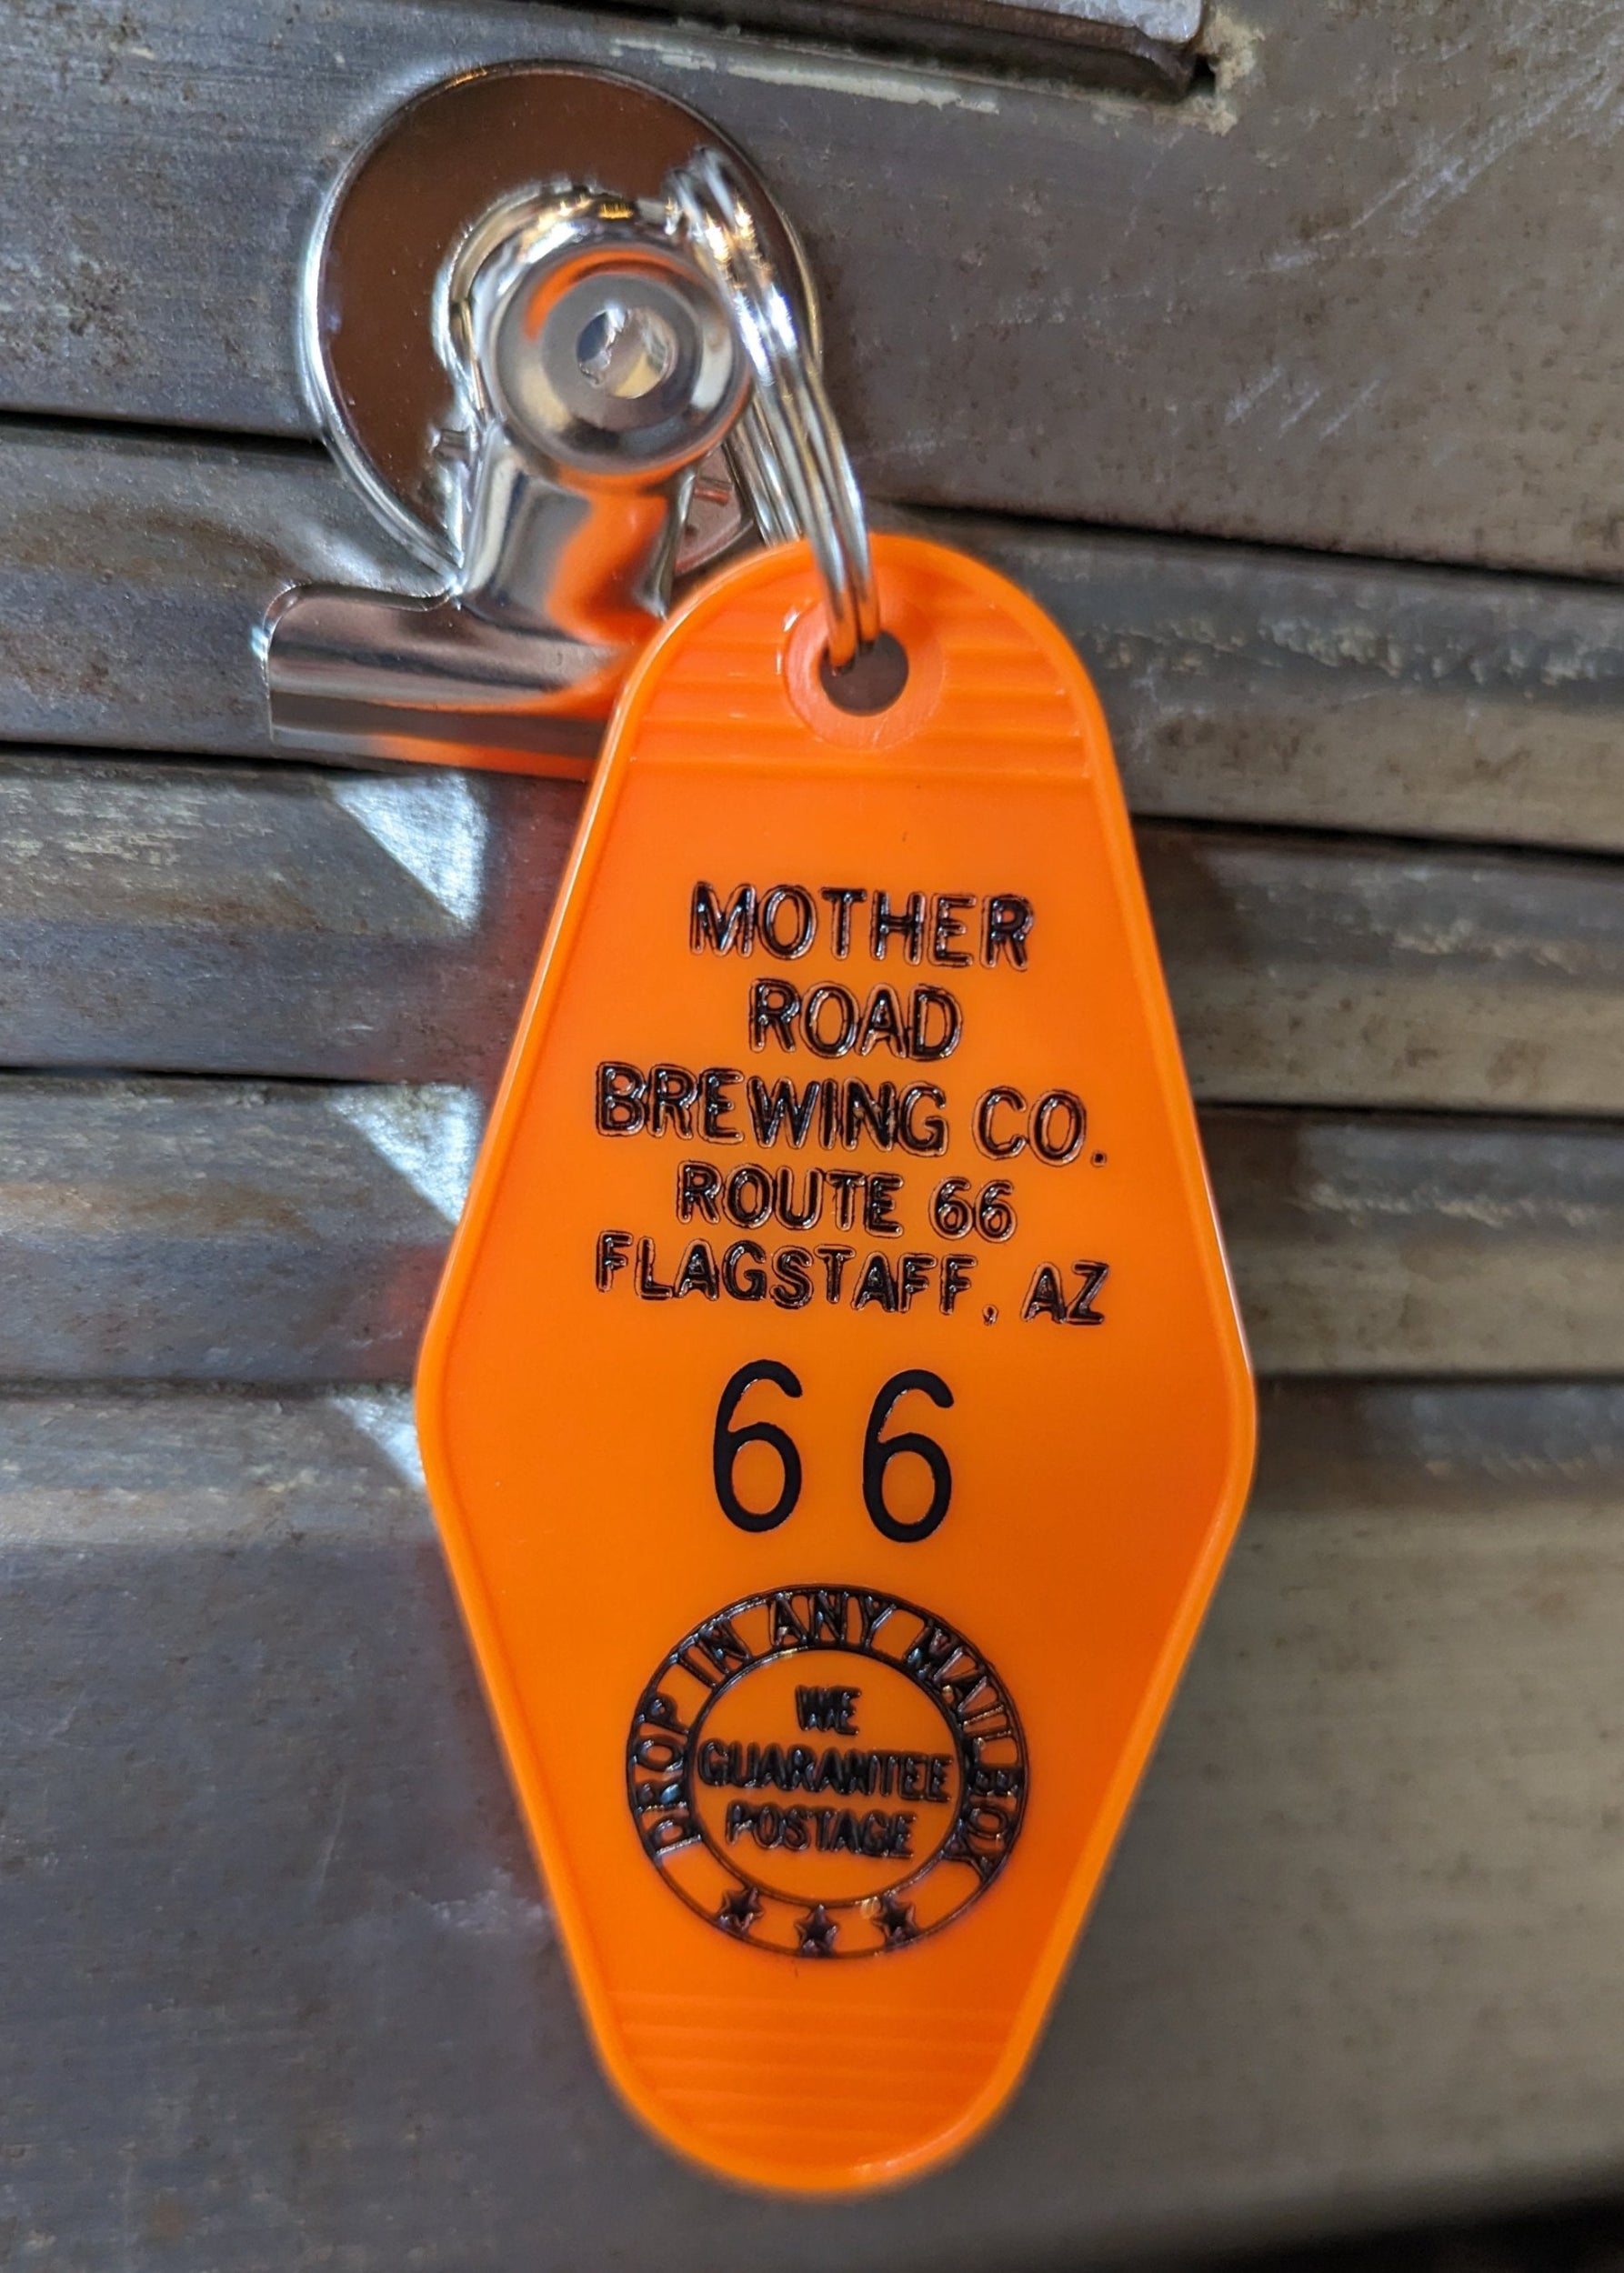 MOTHER
ROAD
BREWING CO.
ROUTE 66
FLAGSTAFF, AZ
66
DROP IN ANY MAIL BOX
WE
GUARANTEE
POSTAGE